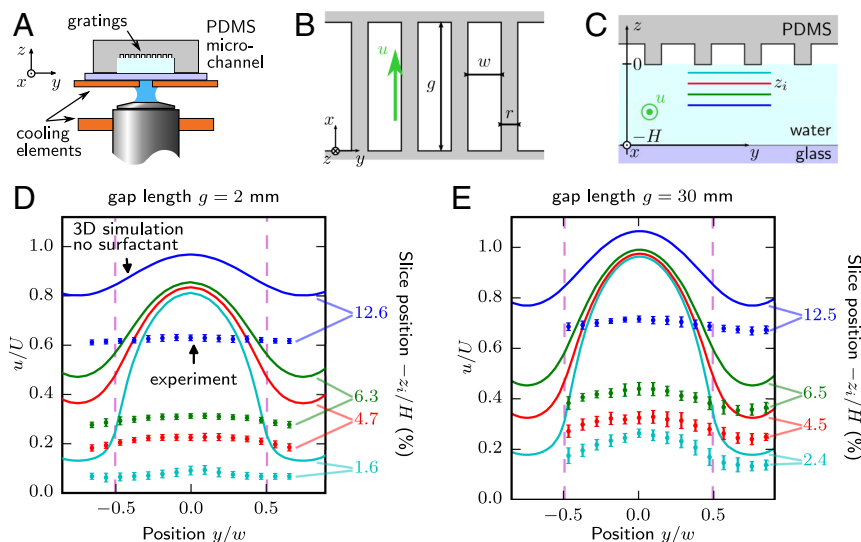 A
gratings
PDMS
micro-
channel
z
x
y
cooling
elements
B
u
w
g
r
x
z
y
C
PDMS
z
0
z_i
u
−H
water
x
y
glass
D
gap length g = 2 mm
3D simulation
no surfactant
experiment
1.0
0.8
0.6
0.4
0.2
0.0
u/U
−0.5
0.0
0.5
Position y/w
12.6
6.3
4.7
1.6
Slice position −z_i/H (%)
E
gap length g = 30 mm
1.0
0.8
0.6
0.4
0.2
0.0
u/U
−0.5
0.0
0.5
Position y/w
12.5
6.5
4.5
2.4
Slice position −z_i/H (%)